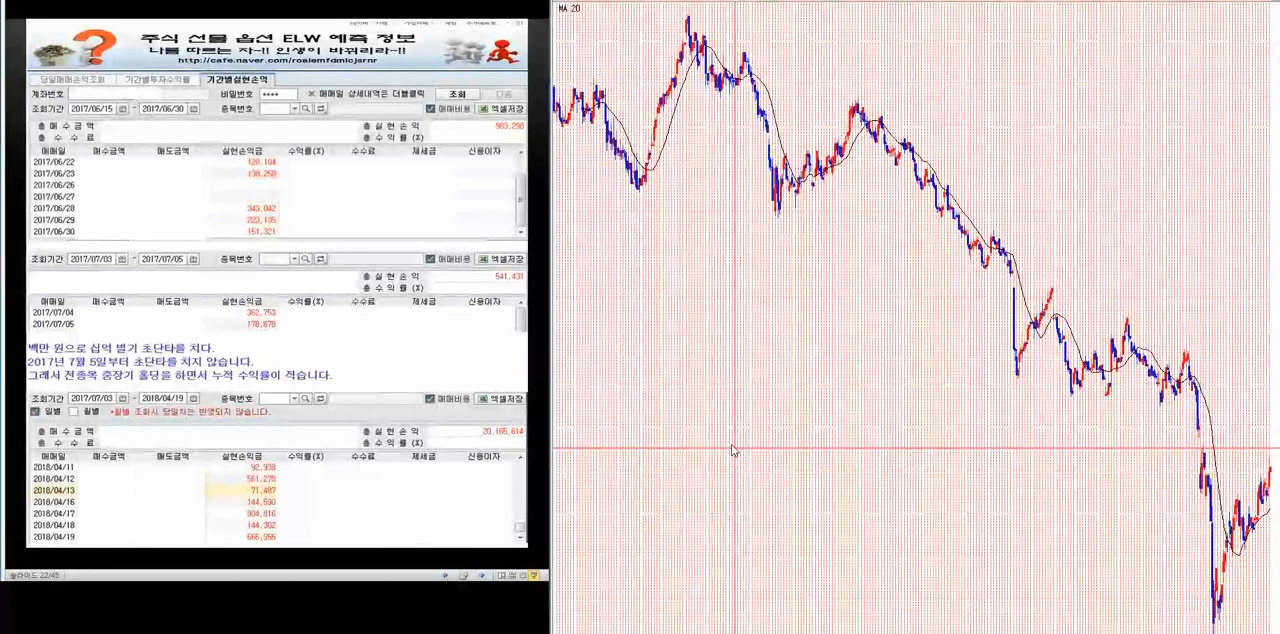 MA 20
주식 선물 옵션 ELW 예측 정보
나를 따르는 자~!! 인생이 바뀌리라~!!
당일매매손익조회 기간별투자수익률 기간별실현손익
계좌번호 비밀번호 **** ※ 매매일 상세내역은 더블클릭 조회 다음
조회기간 2017/06/15 ~ 2017/06/30 종목번호 매매비용 엑셀저장
총 매 수 금 액 총 실 현 손 익 983,298
총 수 수 료 총 수 익 률 (%)
매매일 매수금액 매도금액 실현손익금 수익률(%) 수수료 제세금 신용이자
2017/06/22 128,104
2017/06/23 138,250
2017/06/26
2017/06/27
2017/06/28 343,042
2017/06/29 223,135
2017/06/30 151,321
조회기간 2017/07/03 ~ 2017/07/05 종목번호 매매비용 엑셀저장
총 실 현 손 익 541,431
총 수 익 률 (%)
매매일 매수금액 매도금액 실현손익금 수익률(%) 수수료 제세금 신용이자
2017/07/04 362,753
2017/07/05 178,678
백만 원으로 십억 벌기 초단타를 치다.
2017년 7월 5일부터 초단타를 치지 않습니다.
그래서 전종목 중장기 홀딩을 하면서 누적 수익률이 적습니다.
조회기간 2017/07/03 ~ 2018/04/19 종목번호 매매비용 엑셀저장
일별 월별 *월별 조회시 당일치는 반영되지 않습니다.
총 매 수 금 액 총 실 현 손 익 20,165,614
총 수 수 료 총 수 익 률 (%)
매매일 매수금액 매도금액 실현손익금 수익률(%) 수수료 제세금 신용이자
2018/04/11 92,938
2018/04/12 561,276
2018/04/13 71,487
2018/04/16 144,530
2018/04/17 804,816
2018/04/18 144,302
2018/04/19 666,956
슬라이드 22/45